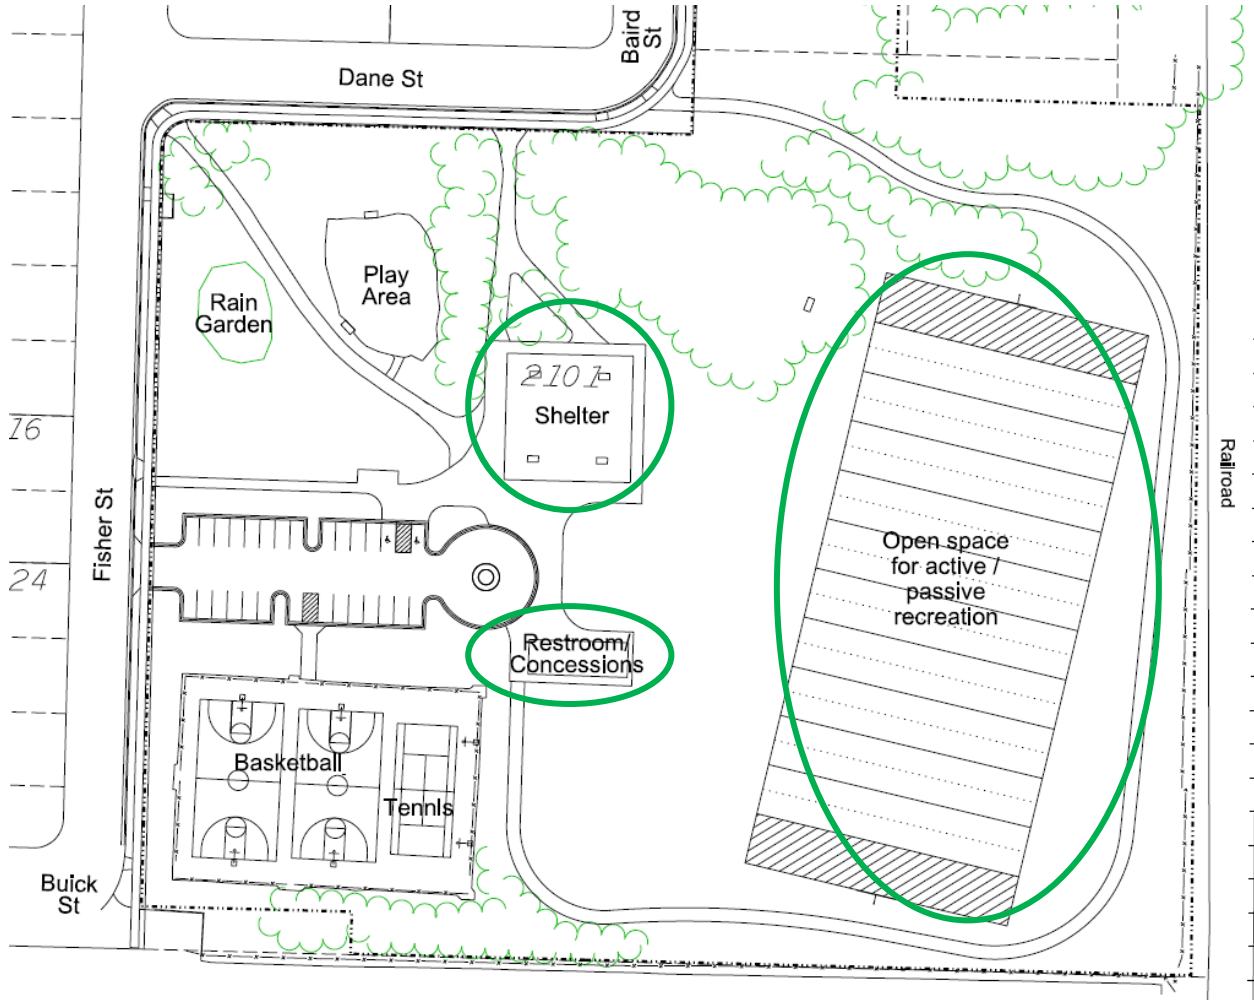 Baird
St
Dane St
Play
Area
Rain
Garden
2101
Shelter
16
Railroad
Fisher St
24
Open space
for active /
passive
recreation
Restroom/
Concessions
Basketball
Tennis
Buick
St